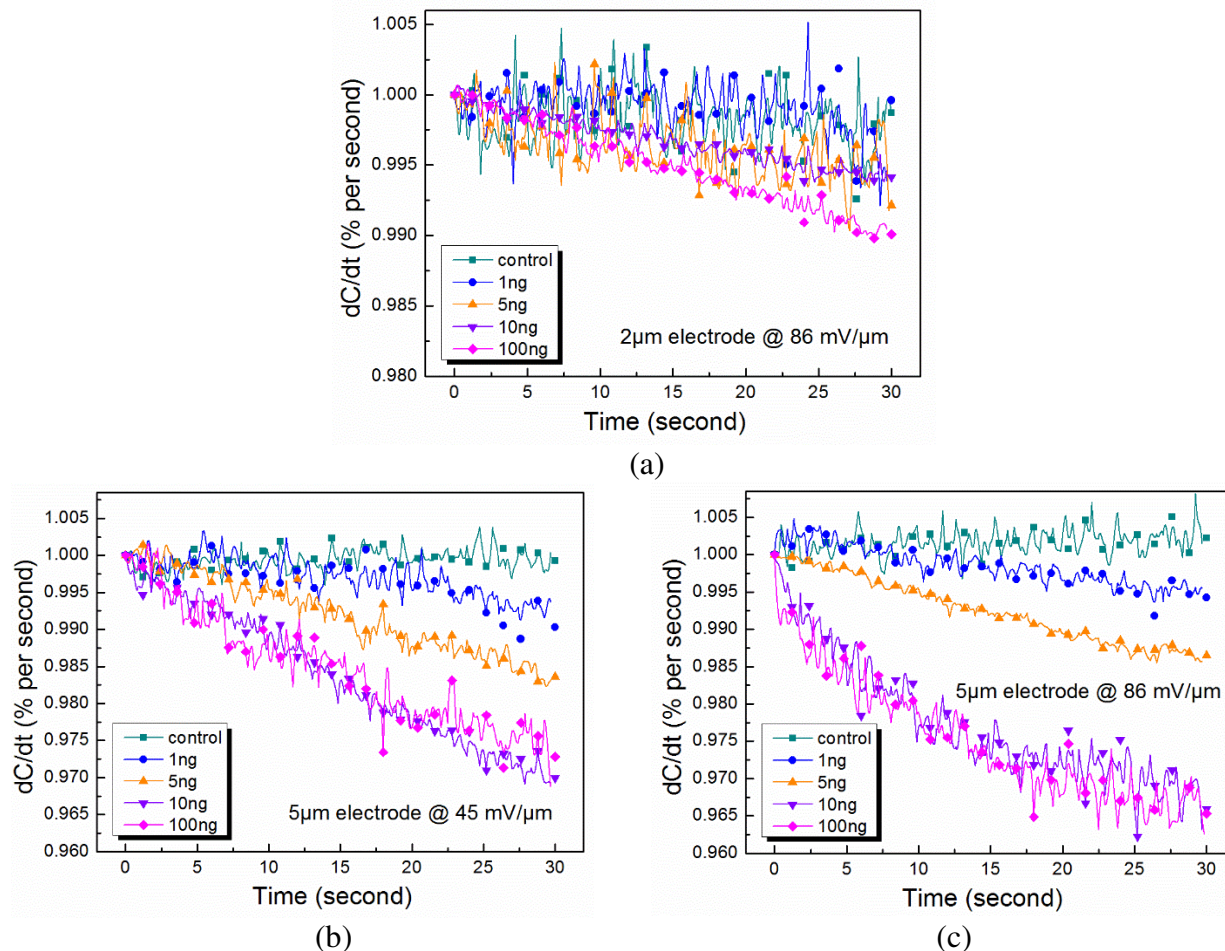 dC/dt (% per second)
1.005
1.000
0.995
0.990
0.985
0.980
control
1ng
5ng
10ng
100ng
2µm electrode @ 86 mV/µm
0 5 10 15 20 25 30
Time (second)
(a)
dC/dt (% per second)
1.005
1.000
0.995
0.990
0.985
0.980
0.975
0.970
0.965
0.960
control
1ng
5ng
10ng
100ng
5µm electrode @ 45 mV/µm
0 5 10 15 20 25 30
Time (second)
(b)
dC/dt (% per second)
1.005
1.000
0.995
0.990
0.985
0.980
0.975
0.970
0.965
0.960
5µm electrode @ 86 mV/µm
control
1ng
5ng
10ng
100ng
0 5 10 15 20 25 30
Time (second)
(c)